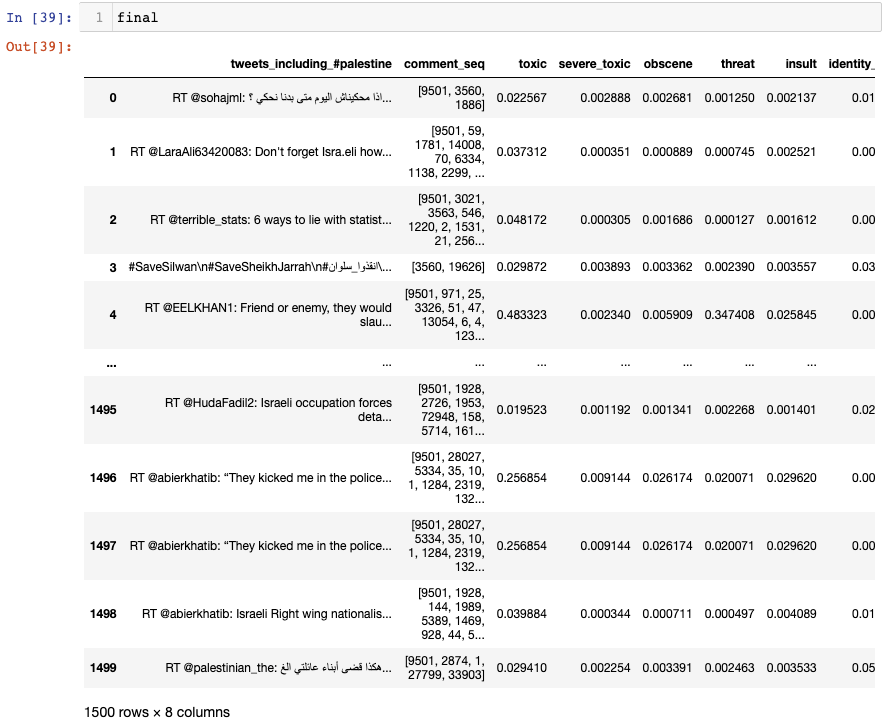 In [39]: 1 final
Out[39]:
tweets_including_#palestine comment_seq toxic severe_toxic obscene threat insult identity_
0 RT @sohajml: اذا محكيناش اليوم متى بدنا نحكي ؟... [9501, 3560, 1886] 0.022567 0.002888 0.002681 0.001250 0.002137 0.01
1 RT @LaraAli63420083: Don't forget Isra.eli how... [9501, 59, 1781, 14008, 70, 6334, 1138, 2299, ... 0.037312 0.000351 0.000889 0.000745 0.002521 0.00
2 RT @terrible_stats: 6 ways to lie with statist... [9501, 3021, 3563, 546, 1220, 2, 1531, 21, 256... 0.048172 0.000305 0.001686 0.000127 0.001612 0.00
3 #SaveSilwan\n#SaveSheikhJarrah\n#انقذوا_سلوان\... [3560, 19626] 0.029872 0.003893 0.003362 0.002390 0.003557 0.03
4 RT @EELKHAN1: Friend or enemy, they would slau... [9501, 971, 25, 3326, 51, 47, 13054, 6, 4, 123... 0.483323 0.002340 0.005909 0.347408 0.025845 0.00
... ... ... ... ... ... ... ...
1495 RT @HudaFadil2: Israeli occupation forces deta... [9501, 1928, 2726, 1953, 72948, 158, 5714, 161... 0.019523 0.001192 0.001341 0.002268 0.001401 0.02
1496 RT @abierkhatib: “They kicked me in the police... [9501, 28027, 5334, 35, 10, 1, 1284, 2319, 132... 0.256854 0.009144 0.026174 0.020071 0.029620 0.00
1497 RT @abierkhatib: “They kicked me in the police... [9501, 28027, 5334, 35, 10, 1, 1284, 2319, 132... 0.256854 0.009144 0.026174 0.020071 0.029620 0.00
1498 RT @abierkhatib: Israeli Right wing nationalis... [9501, 1928, 144, 1989, 5389, 1469, 928, 44, 5... 0.039884 0.000344 0.000711 0.000497 0.004089 0.01
1499 RT @palestinian_the: هكذا قضى أبناء عائلتي الغ... [9501, 2874, 1, 27799, 33903] 0.029410 0.002254 0.003391 0.002463 0.003533 0.05
1500 rows × 8 columns